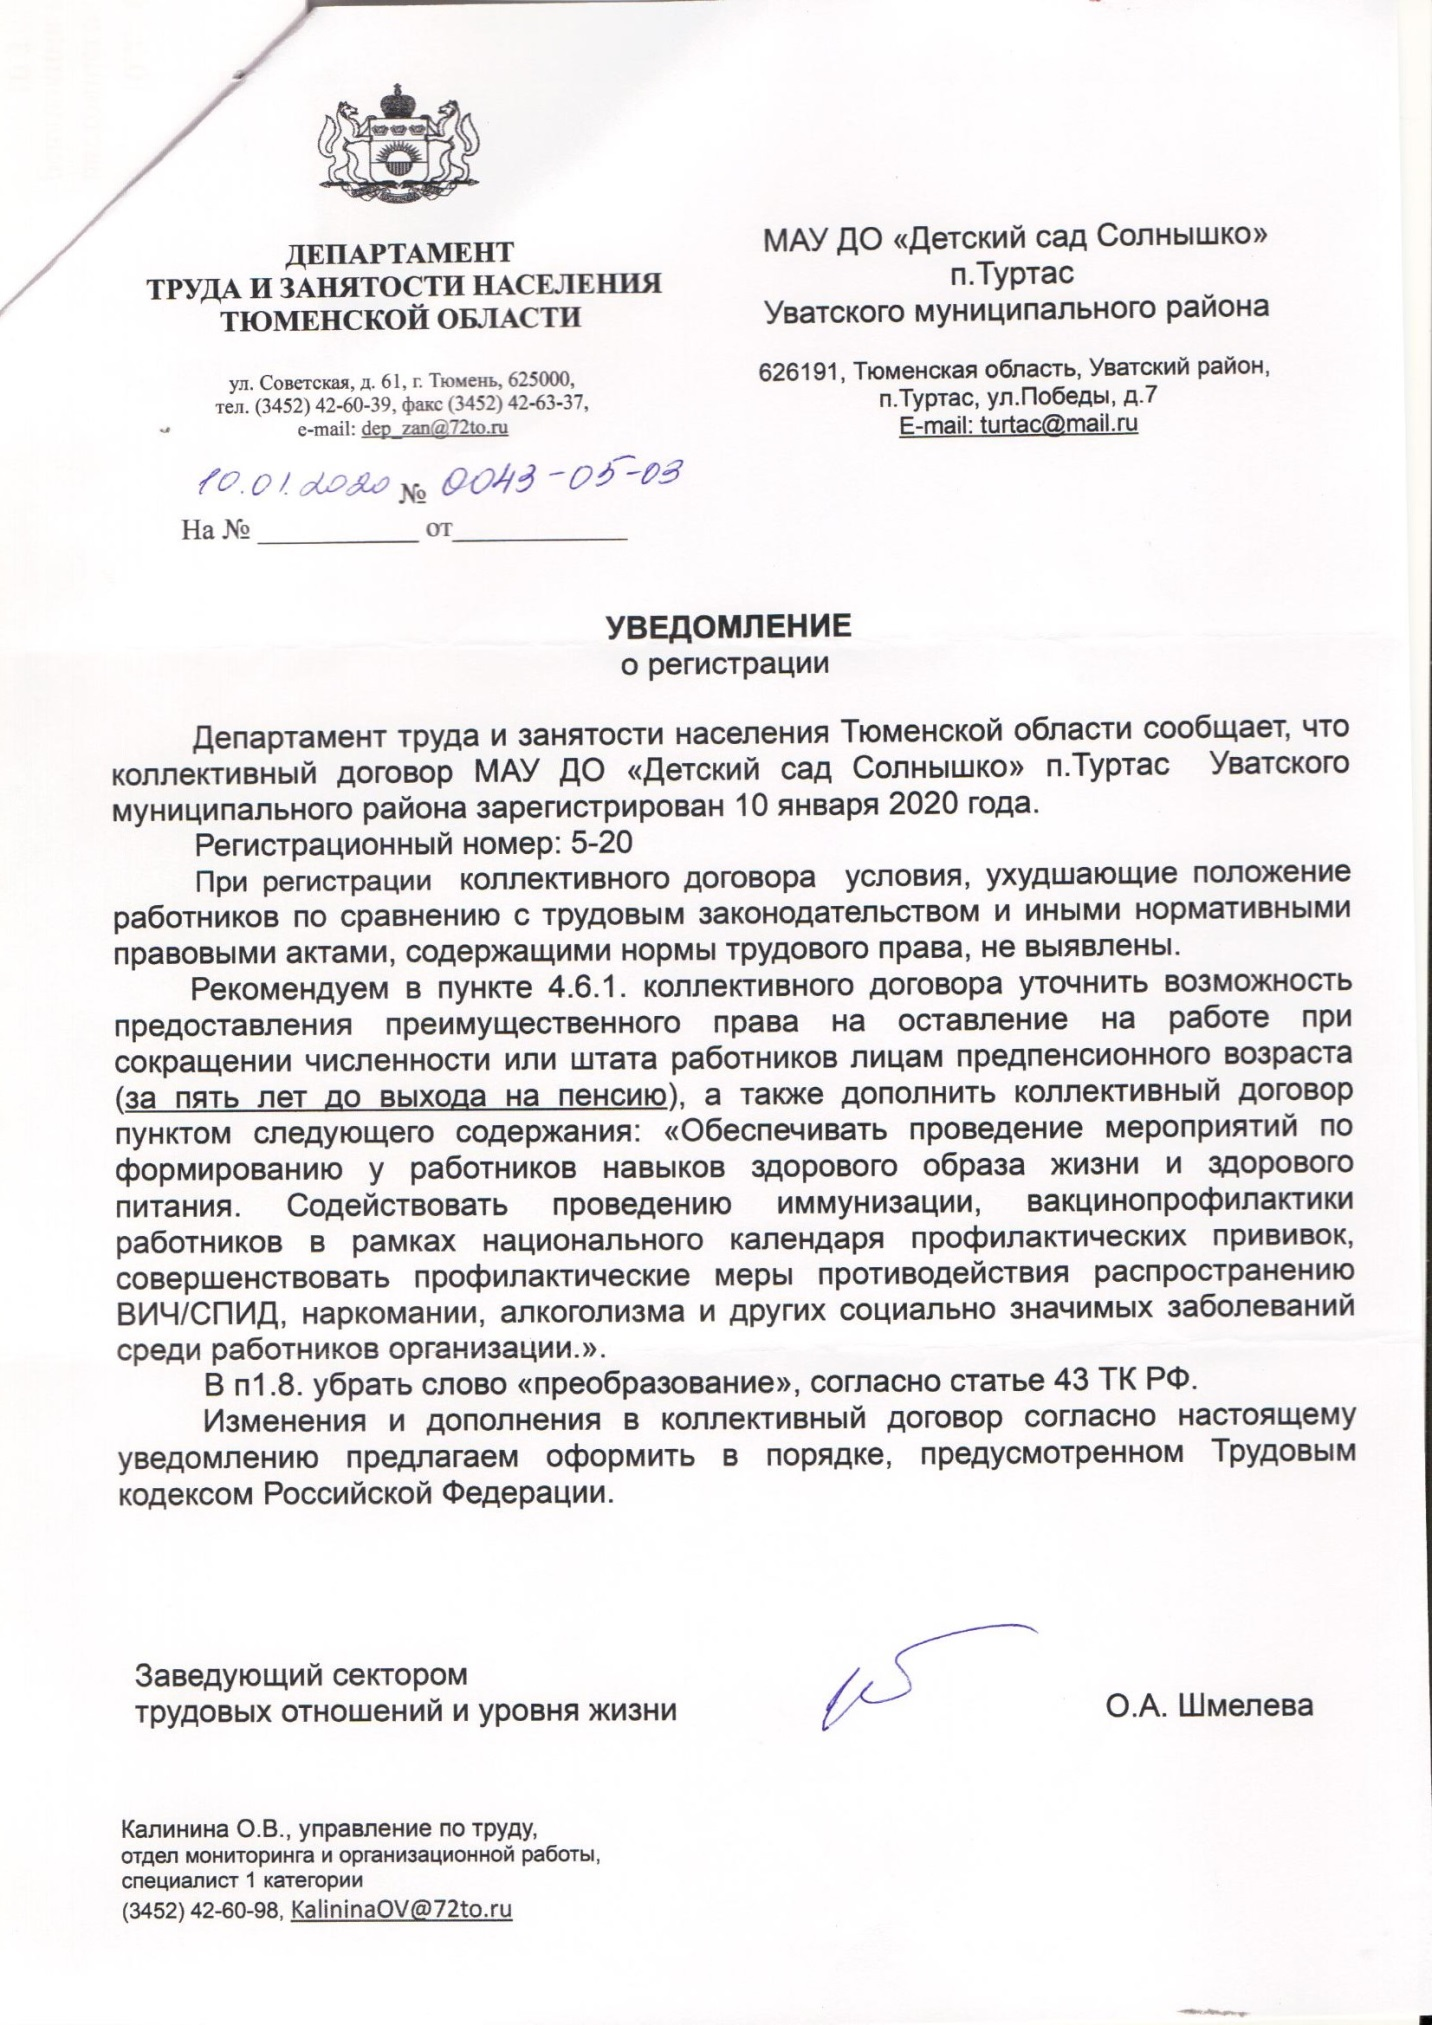 ДЕПАРТАМЕНТ
ТРУДА И ЗАНЯТОСТИ НАСЕЛЕНИЯ
ТЮМЕНСКОЙ ОБЛАСТИ
ул. Советская, д. 61, г. Тюмень, 625000,
тел. (3452) 42-60-39, факс (3452) 42-63-37,
e-mail: dep_zan@72to.ru
10.01.2020 № 0043-05-03
На № ____________ от_____________
МАУ ДО «Детский сад Солнышко»
п.Туртас
Уватского муниципального района
626191, Тюменская область, Уватский район,
п.Туртас, ул.Победы, д.7
E-mail: turtac@mail.ru
УВЕДОМЛЕНИЕ
о регистрации
Департамент труда и занятости населения Тюменской области сообщает, что
коллективный договор МАУ ДО «Детский сад Солнышко» п.Туртас Уватского
муниципального района зарегистрирован 10 января 2020 года.
Регистрационный номер: 5-20
При регистрации коллективного договора условия, ухудшающие положение
работников по сравнению с трудовым законодательством и иными нормативными
правовыми актами, содержащими нормы трудового права, не выявлены.
Рекомендуем в пункте 4.6.1. коллективного договора уточнить возможность
предоставления преимущественного права на оставление на работе при
сокращении численности или штата работников лицам предпенсионного возраста
(за пять лет до выхода на пенсию), а также дополнить коллективный договор
пунктом следующего содержания: «Обеспечивать проведение мероприятий по
формированию у работников навыков здорового образа жизни и здорового
питания. Содействовать проведению иммунизации, вакцинопрофилактики
работников в рамках национального календаря профилактических прививок,
совершенствовать профилактические меры противодействия распространению
ВИЧ/СПИД, наркомании, алкоголизма и других социально значимых заболеваний
среди работников организации.».
В п1.8. убрать слово «преобразование», согласно статье 43 ТК РФ.
Изменения и дополнения в коллективный договор согласно настоящему
уведомлению предлагаем оформить в порядке, предусмотренном Трудовым
кодексом Российской Федерации.
Заведующий сектором
трудовых отношений и уровня жизни О.А. Шмелева
Калинина О.В., управление по труду,
отдел мониторинга и организационной работы,
специалист 1 категории
(3452) 42-60-98, KalininaOV@72to.ru